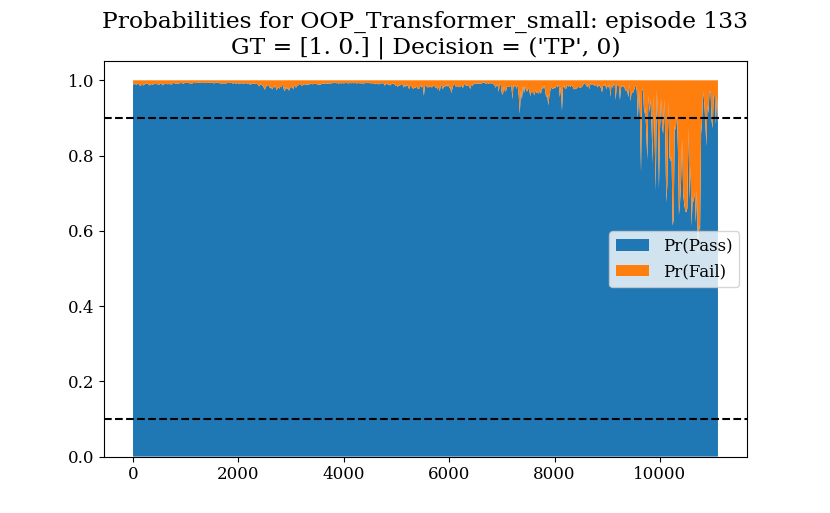 Probabilities for OOP_Transformer_small: episode 133
GT = [1. 0.] | Decision = ('TP', 0)
1.0
0.8
0.6
0.4
0.2
0.0
Pr(Pass)
Pr(Fail)
0 2000 4000 6000 8000 10000